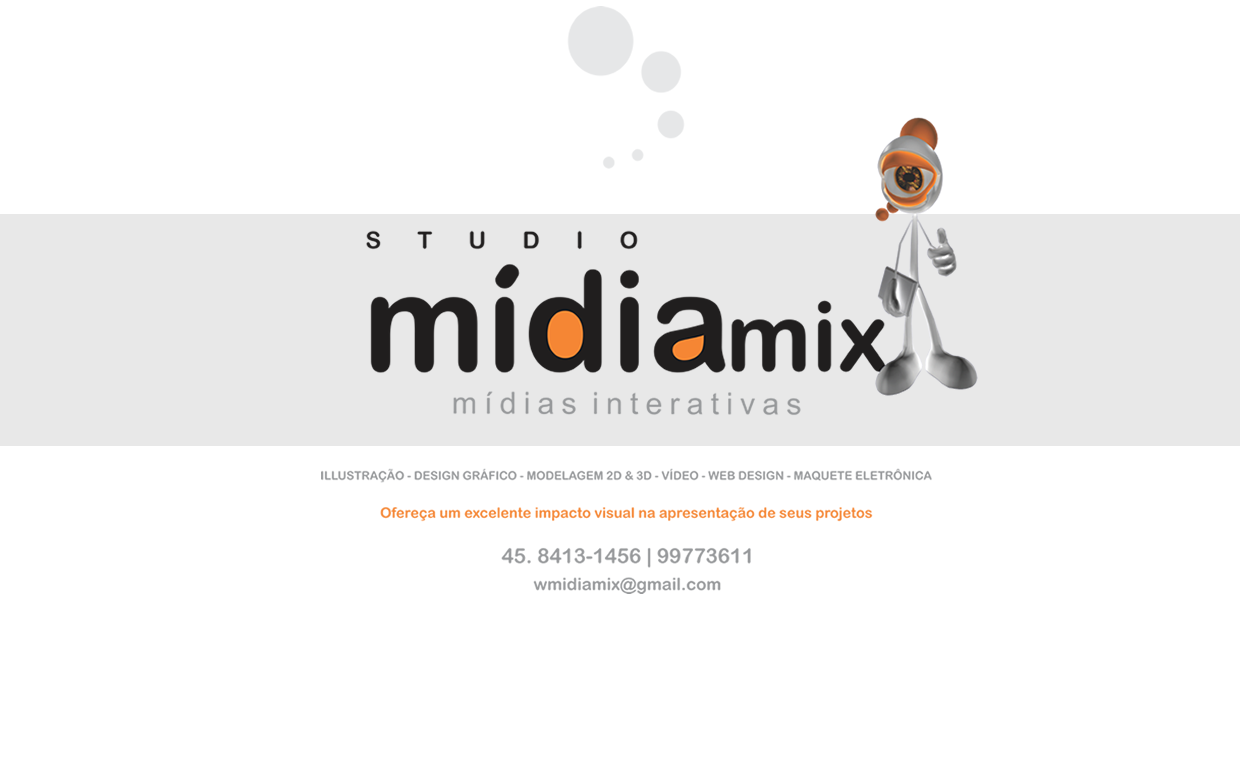 STUDIO
mídiamix
mídias interativas
ILLUSTRAÇÃO - DESIGN GRÁFICO - MODELAGEM 2D & 3D - VÍDEO - WEB DESIGN - MAQUETE ELETRÔNICA
Ofereça um excelente impacto visual na apresentação de seus projetos
45. 8413-1456 | 99773611
wmidiamix@gmail.com